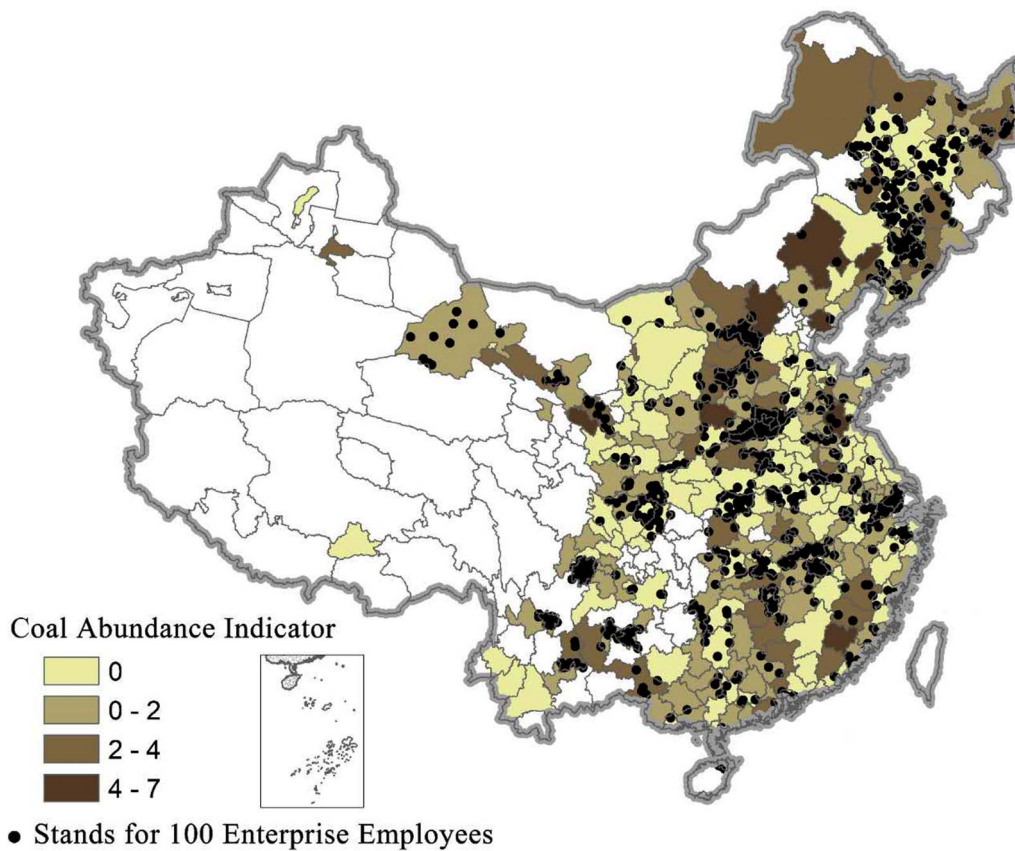 Coal Abundance Indicator
0
0 - 2
2 - 4
4 - 7
Stands for 100 Enterprise Employees